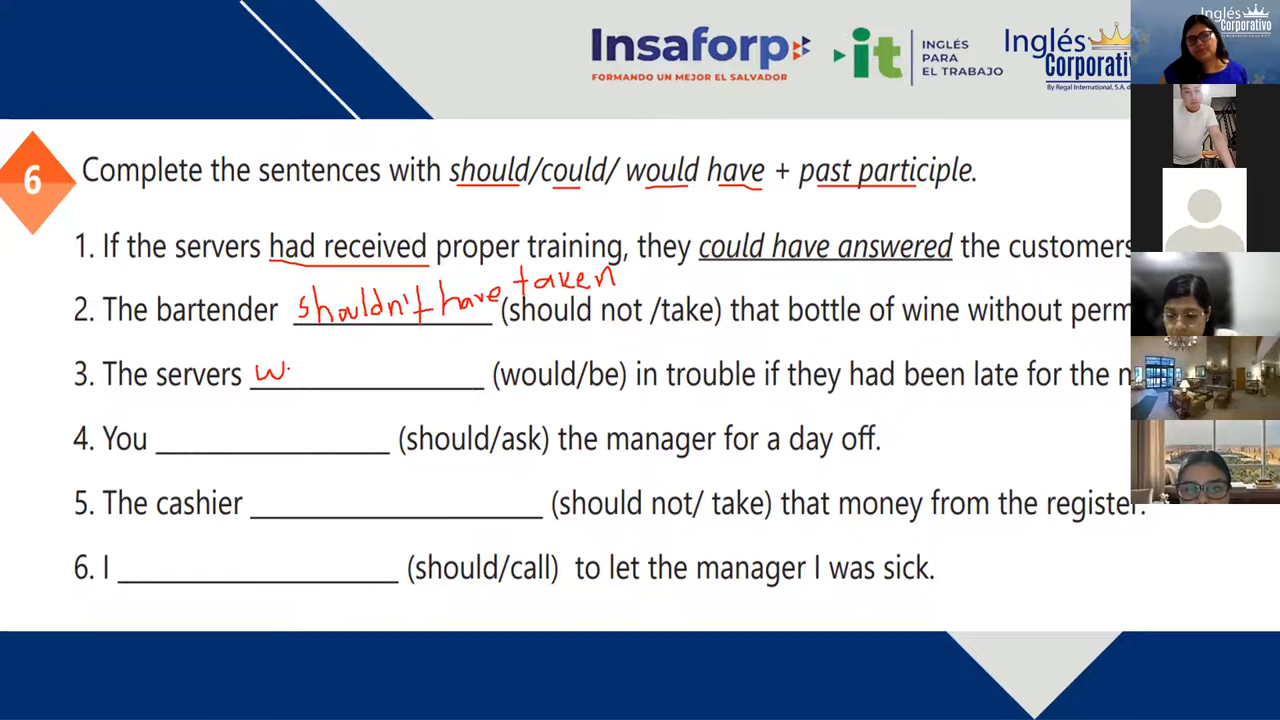 Insaforp
FORMANDO UN MEJOR EL SALVADOR
it
INGLÉS
PARA
EL TRABAJO
Inglés
Corporativ
By Regal International, S.A. d
Inglés
Corporativo
6
Complete the sentences with should/could/ would have + past participle.
1. If the servers had received proper training, they could have answered the customers
2. The bartender shouldn't have taken (should not /take) that bottle of wine without perm
3. The servers w (would/be) in trouble if they had been late for the
4. You ____ (should/ask) the manager for a day off.
5. The cashier ____ (should not/ take) that money from the register.
6. I ____ (should/call) to let the manager I was sick.